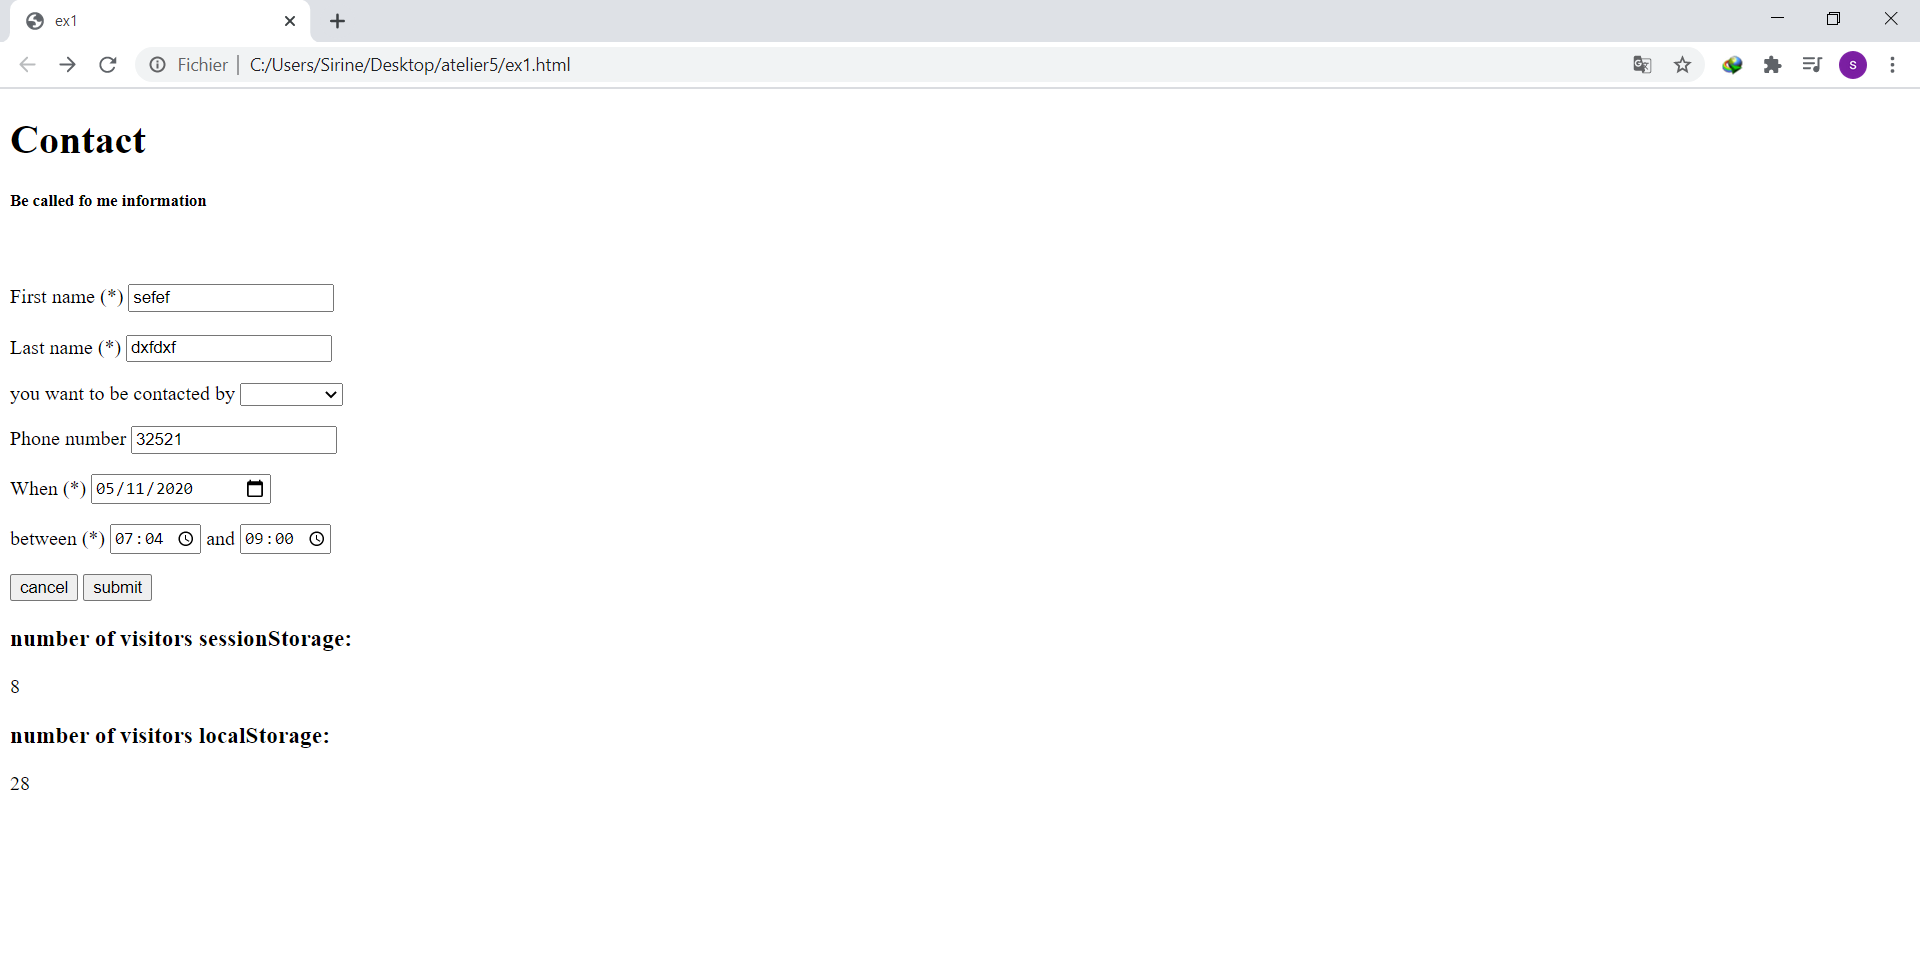 ex1
Fichier | C:/Users/Sirine/Desktop/atelier5/ex1.html
s
Contact
Be called fo me information
First name (*) sefef
Last name (*) dxfdxf
you want to be contacted by
Phone number 32521
When (*) 05/11/2020
between (*) 07:04 and 09:00
cancel submit
number of visitors sessionStorage:
8
number of visitors localStorage:
28